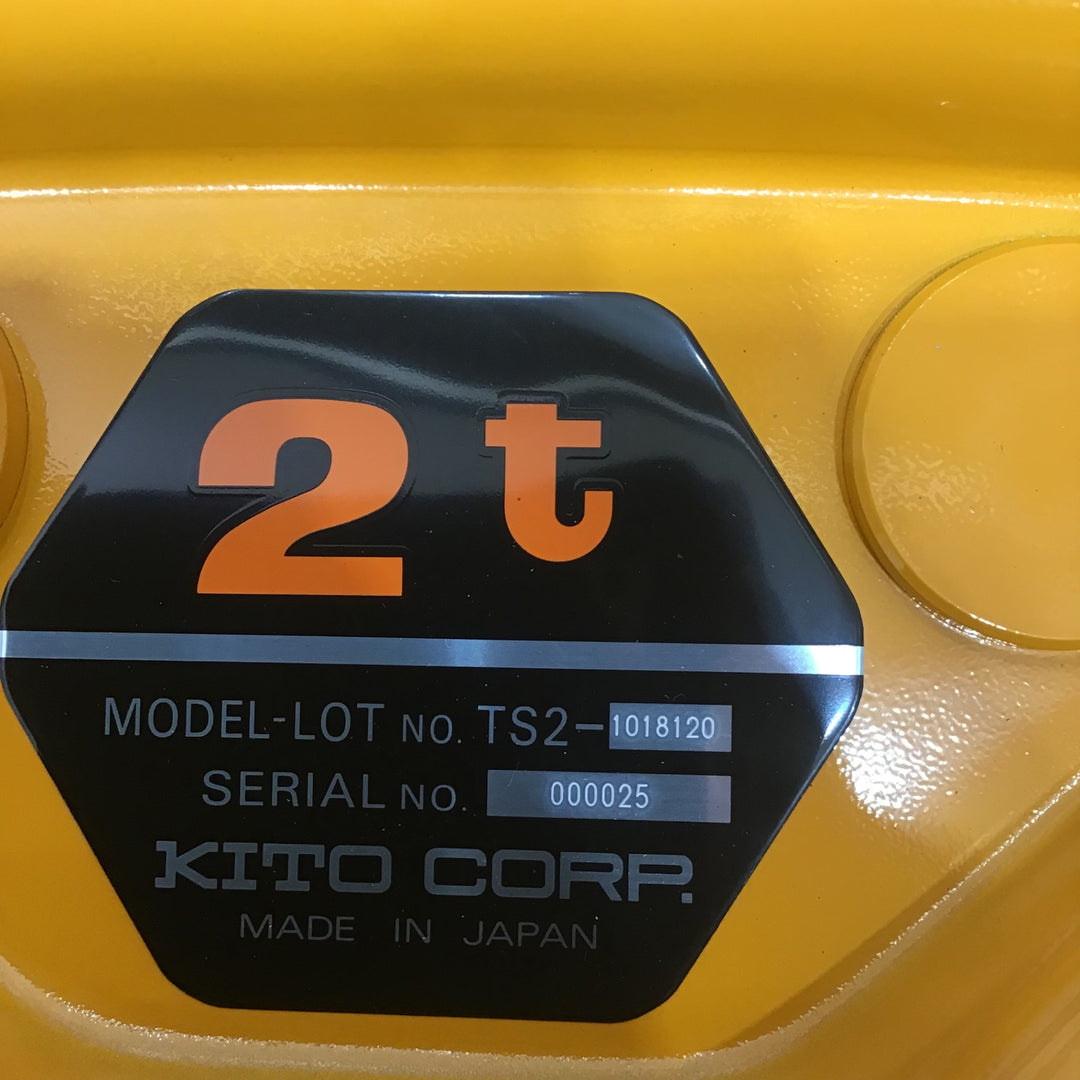 2t
MODEL-LOT NO. TS2-1018120
SERIAL NO. 000025
KITO CORP.
MADE IN JAPAN